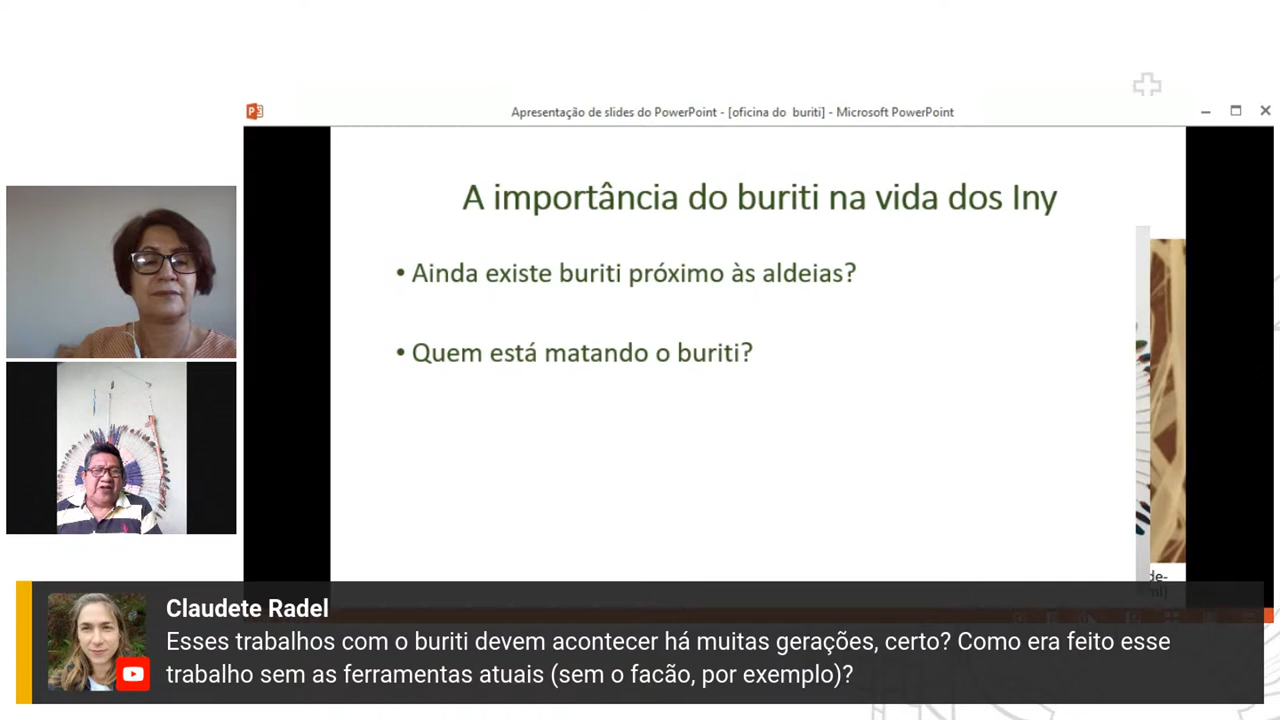 Apresentação de slides do PowerPoint - [oficina do buriti] - Microsoft PowerPoint
A importância do buriti na vida dos Iny
• Ainda existe buriti próximo às aldeias?
• Quem está matando o buriti?
de-
Claudete Radel
Esses trabalhos com o buriti devem acontecer há muitas gerações, certo? Como era feito esse
trabalho sem as ferramentas atuais (sem o facão, por exemplo)?